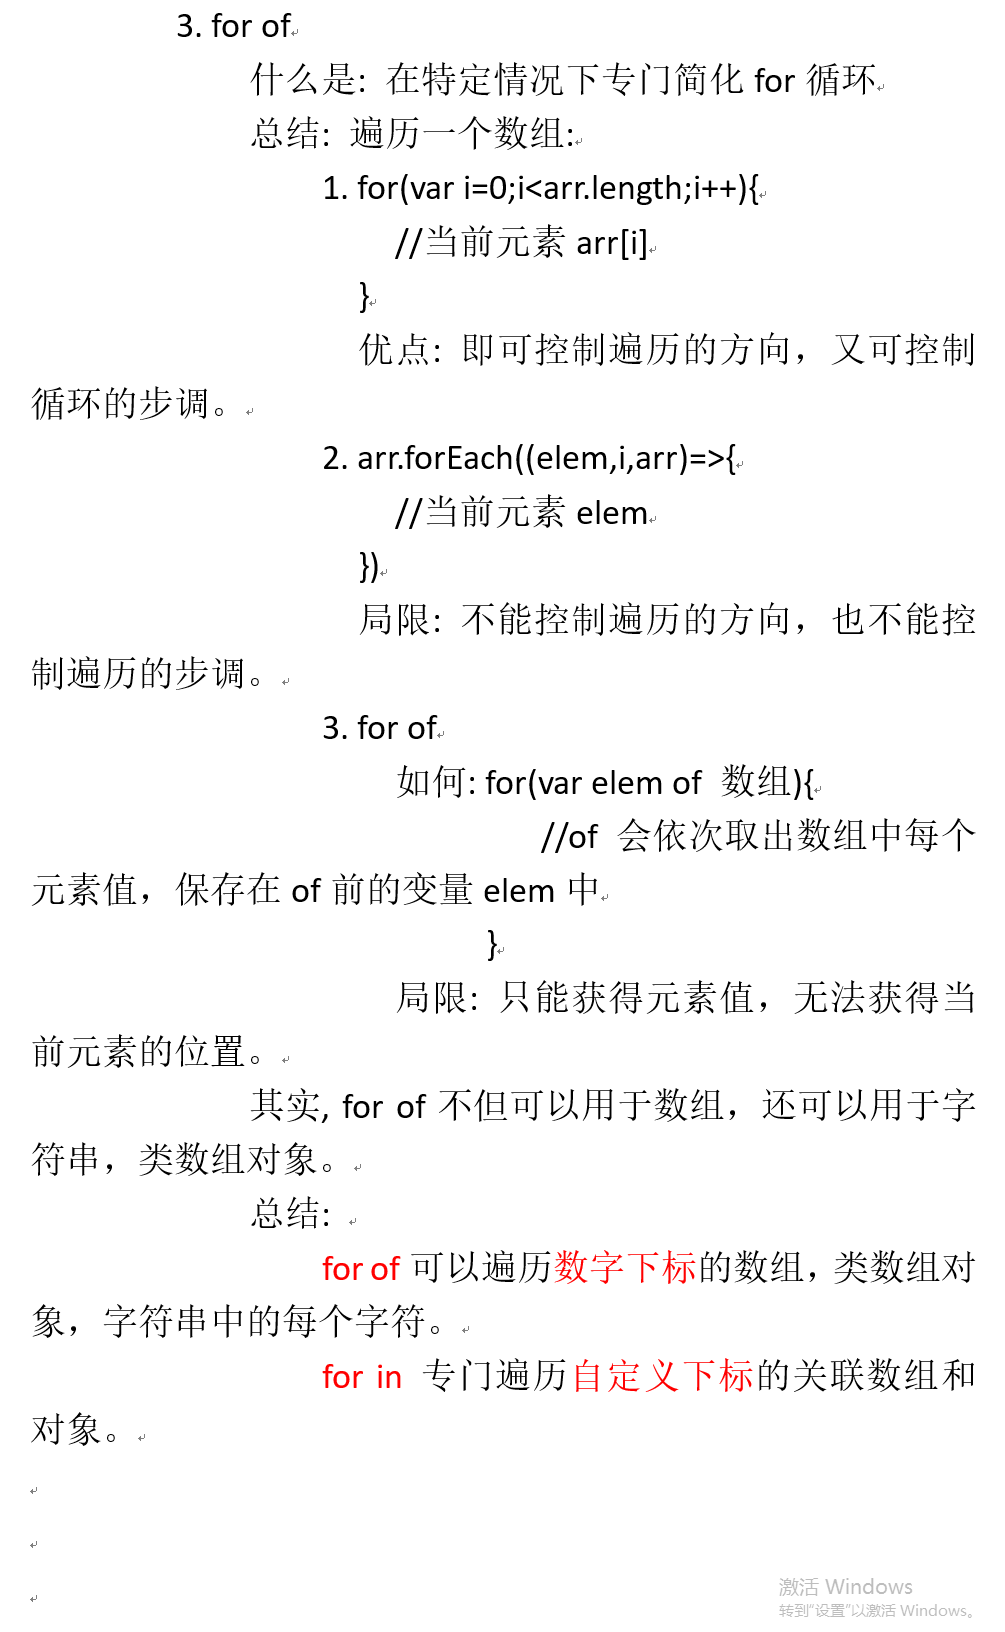 3. for of
什么是: 在特定情况下专门简化 for 循环
总结: 遍历一个数组:
1. for(var i=0;i<arr.length;i++){
//当前元素 arr[i]
}
优点: 即可控制遍历的方向，又可控制
循环的步调。
2. arr.forEach((elem,i,arr)=>{
//当前元素 elem
})
局限: 不能控制遍历的方向，也不能控
制遍历的步调。
3. for of
如何: for(var elem of 数组){
//of 会依次取出数组中每个
元素值，保存在 of 前的变量 elem 中
}
局限: 只能获得元素值，无法获得当
前元素的位置。
其实, for of 不但可以用于数组，还可以用于字
符串，类数组对象。
总结:
for of 可以遍历数字下标的数组，类数组对
象，字符串中的每个字符。
for in 专门遍历自定义下标的关联数组和
对象。
激活 Windows
转到“设置”以激活 Windows。